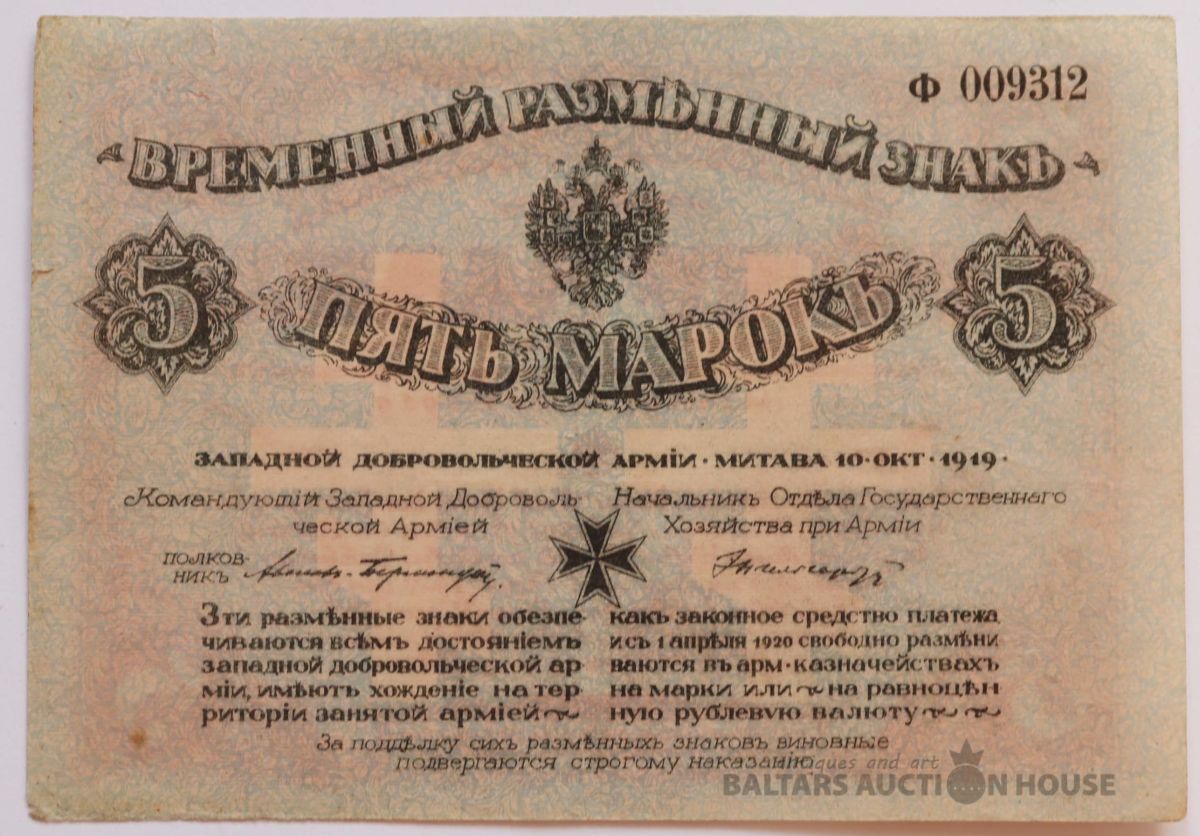 Ф 009312
ВРЕМЕННЫЙ РАЗМѢННЫЙ ЗНАКЪ
5 5
ПЯТЬ МАРОКЪ
ЗАПАДНОЙ ДОБРОВОЛЬЧЕСКОЙ АРМІИ · МИТАВА 10 · ОКТ · 1919 ·
Командующій Западной Доброволь-
ческой Арміей
Начальникъ Отдѣла Государственнаго
Хозяйства при Арміи
ПОЛКОВ-
НИКЪ
Эти размѣнные знаки обезпе-
чиваются всѣмъ достояніемъ
западной добровольческой ар-
міи, имѣютъ хожденіе на тер-
риторіи занятой арміей
какъ законное средство платежа
и съ 1 апрѣля 1920 свободно размѣни
ваются въ арм · казначействахъ
на марки или на равноцѣн
ную рублевую валюту
За поддѣлку сихъ размѣнныхъ знаковъ виновные
подвергаются строгому наказанію
iques and art
BALTARS AUCTION HOUSE